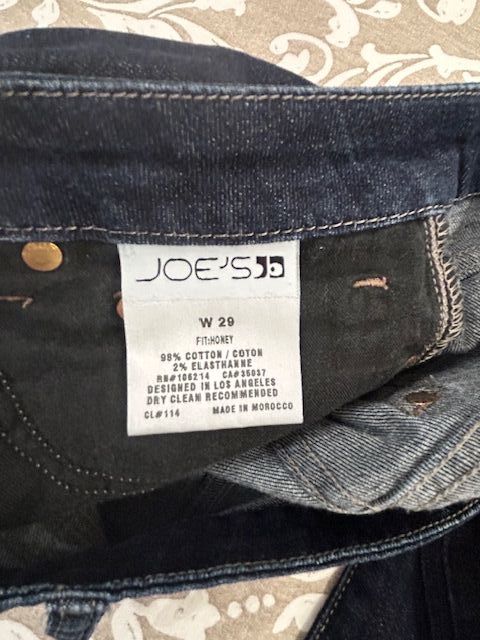 JOE'S
W 29
FIT:HONEY
98% COTTON / COTON
2% ELASTHANNE
RN#106214 CA#35037
DESIGNED IN LOS ANGELES
DRY CLEAN RECOMMENDED
CL#114 MADE IN MOROCCO